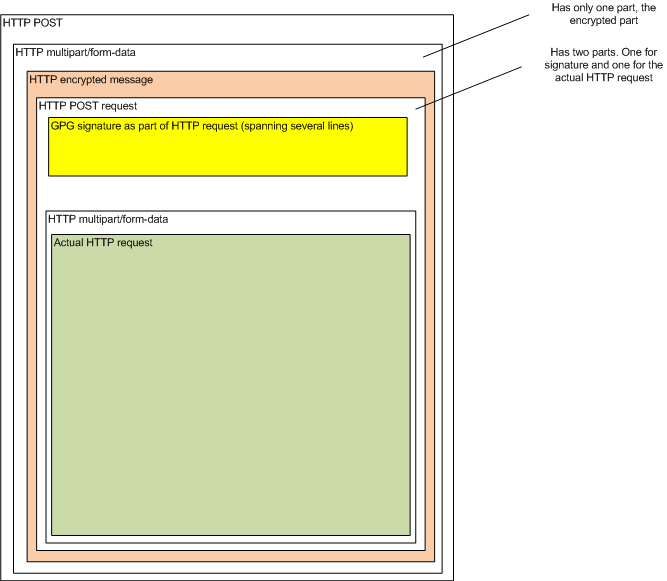 HTTP POST
Has only one part, the
encrypted part
HTTP multipart/form-data
Has two parts. One for
signature and one for the
actual HTTP request
HTTP encrypted message
HTTP POST request
GPG signature as part of HTTP request (spanning several lines)
HTTP multipart/form-data
Actual HTTP request